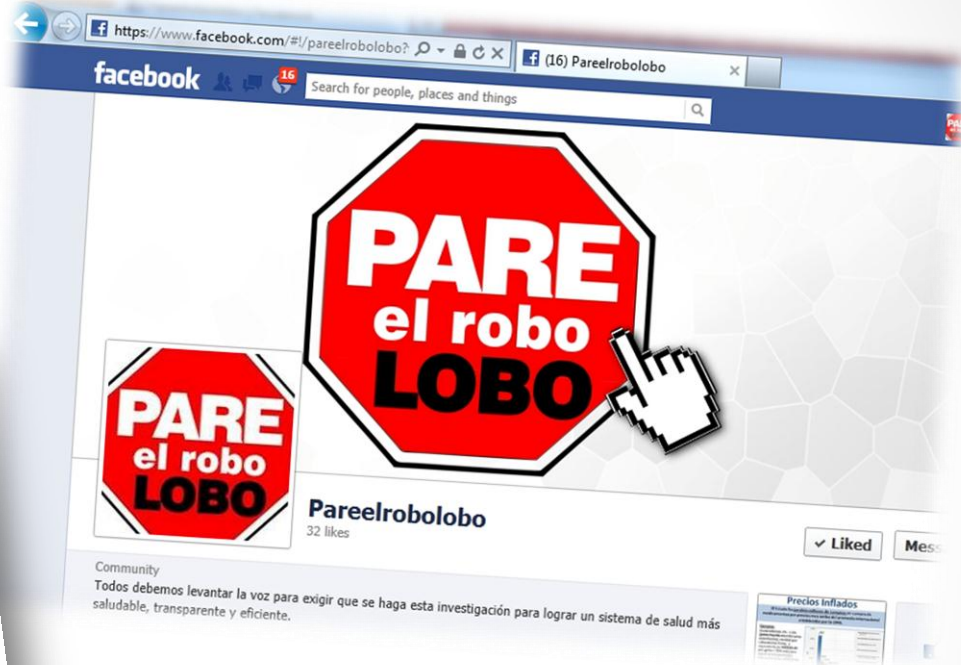 https://www.facebook.com/#!/pareelrobolobo?
(16) Pareelrobolobo
facebook
16
Search for people, places and things
PARE
el robo
LOBO
PARE
el robo
LOBO
Pareelrobolobo
32 likes
Liked
Community
Todos debemos levantar la voz para exigir que se haga esta investigación para lograr un sistema de salud más
saludable, transparente y eficiente.
Precios Inflados